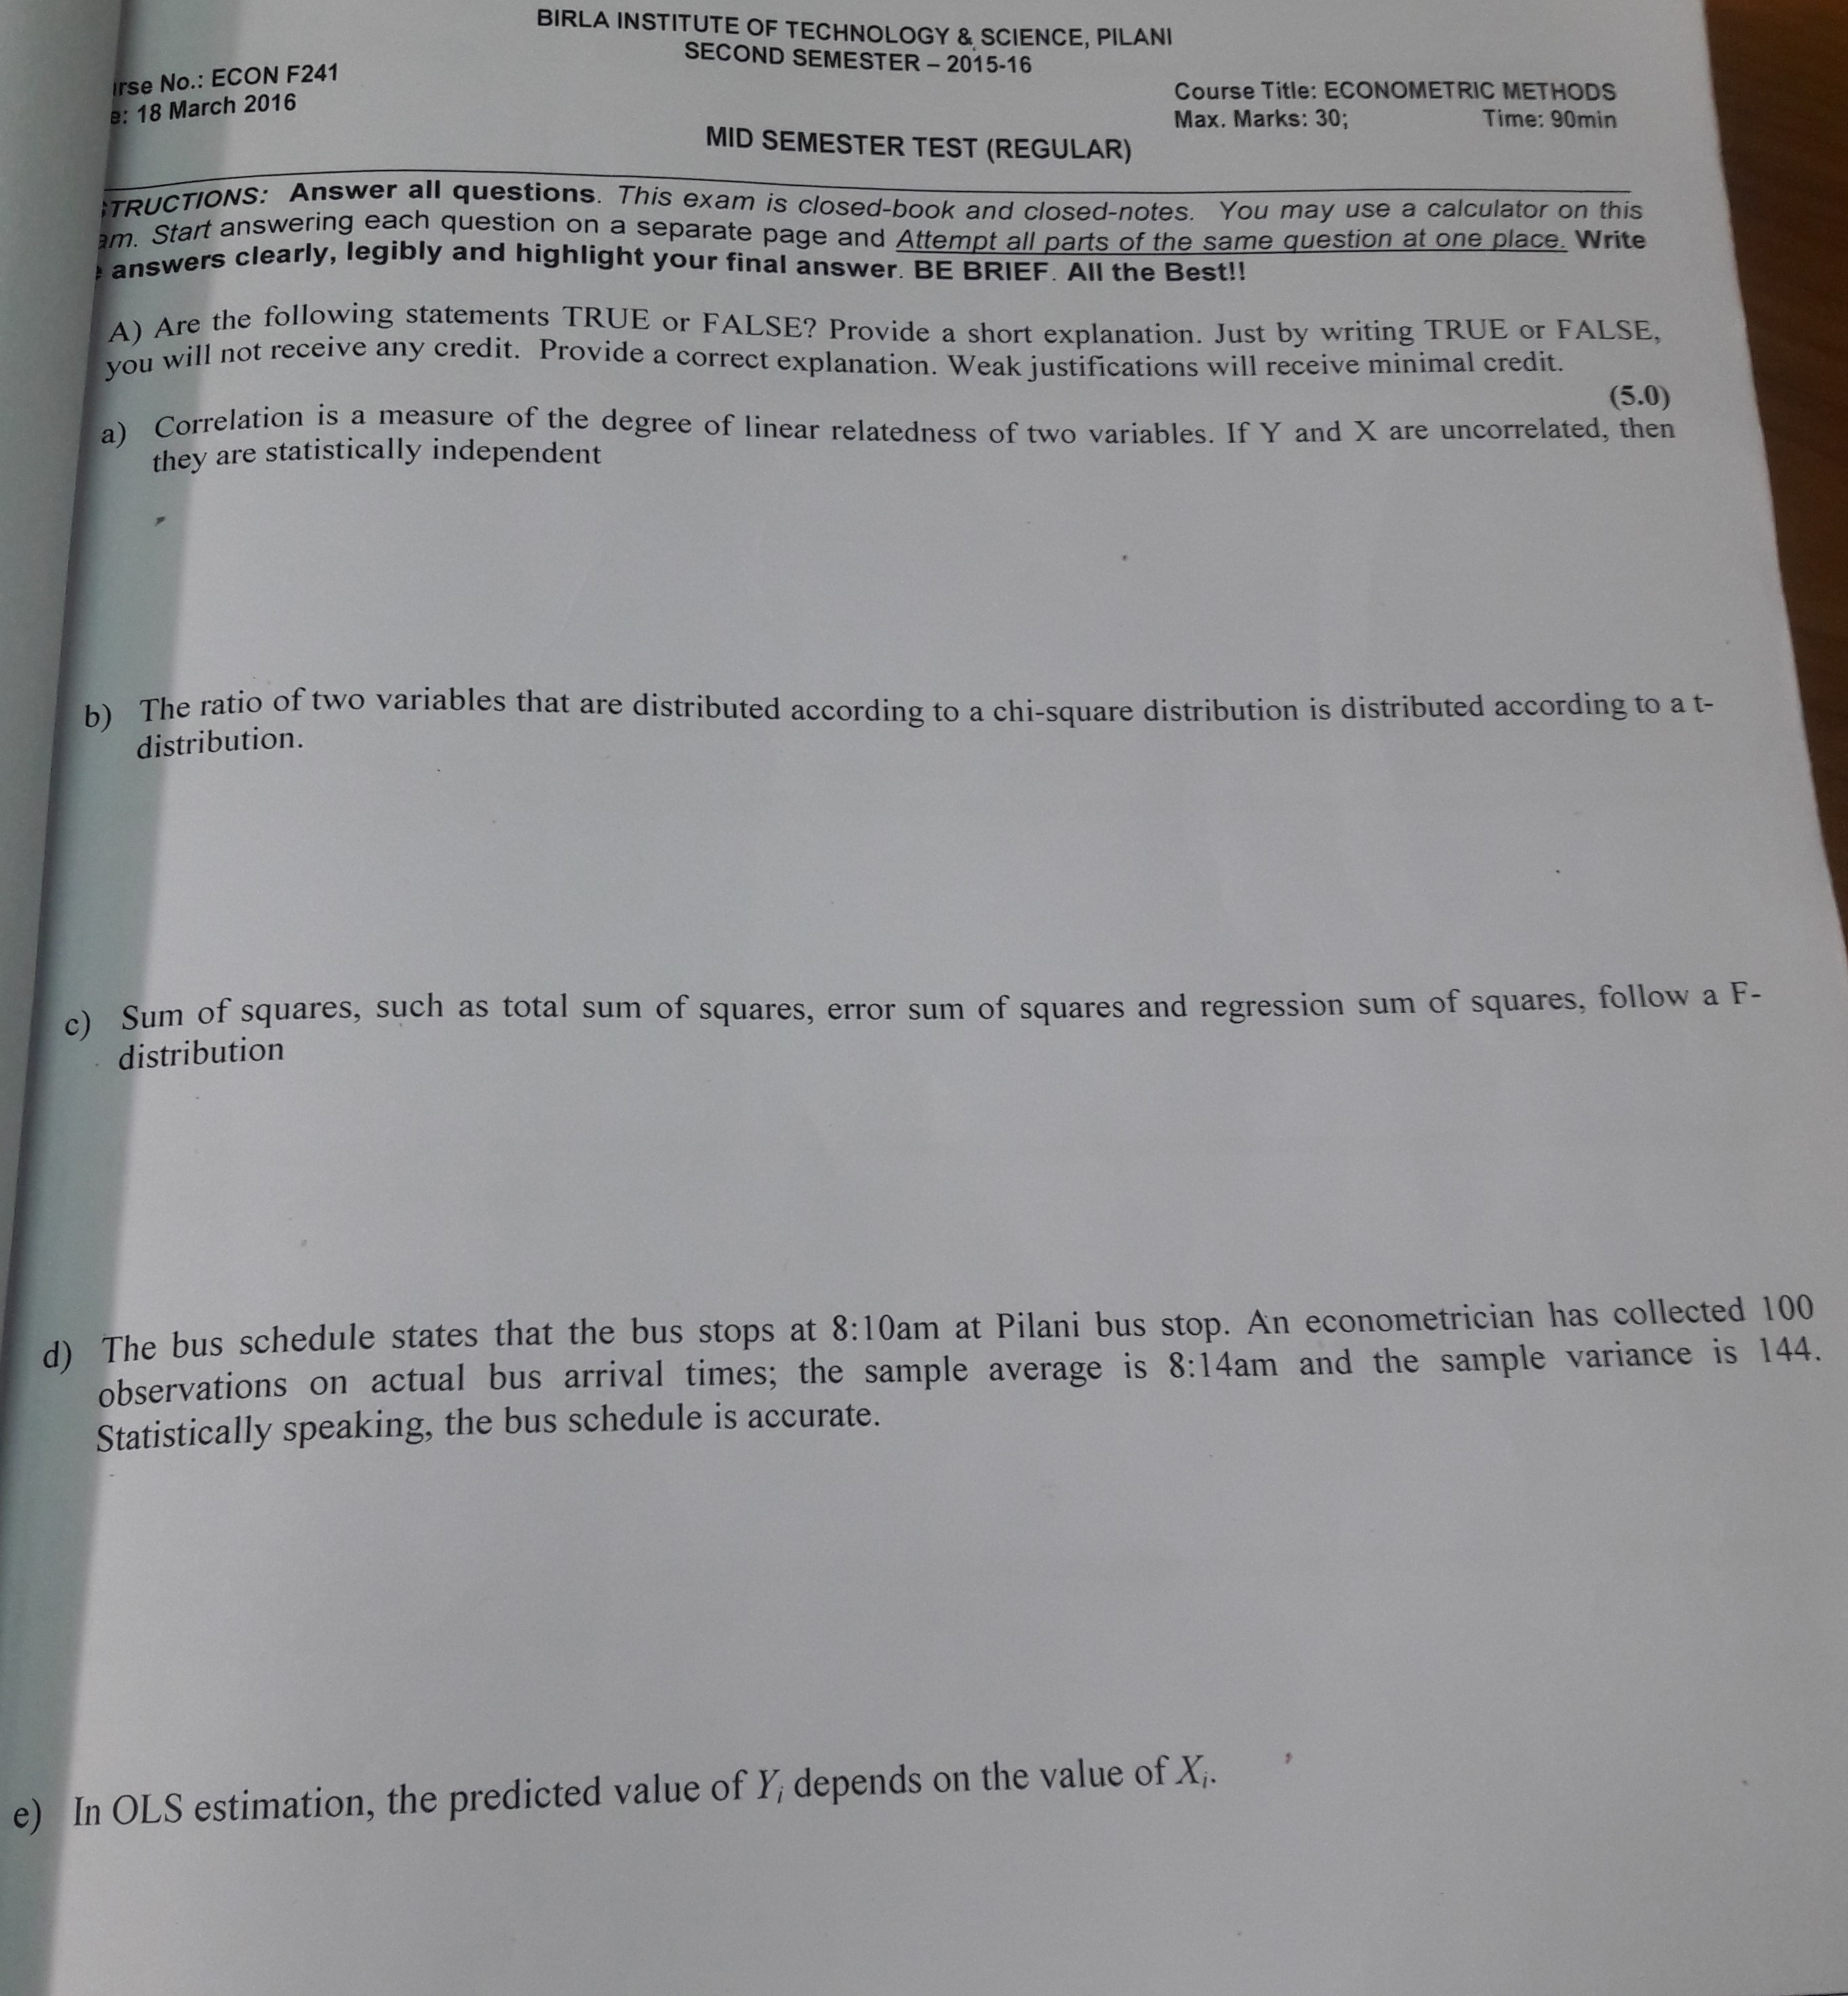 BIRLA INSTITUTE OF TECHNOLOGY & SCIENCE, PILANI
SECOND SEMESTER – 2015-16
rse No.: ECON F241
e: 18 March 2016
Course Title: ECONOMETRIC METHODS
Max. Marks: 30; Time: 90min
MID SEMESTER TEST (REGULAR)
TRUCTIONS: Answer all questions. This exam is closed-book and closed-notes. You may use a calculator on this
am. Start answering each question on a separate page and Attempt all parts of the same question at one place. Write
answers clearly, legibly and highlight your final answer. BE BRIEF. All the Best!!
A) Are the following statements TRUE or FALSE? Provide a short explanation. Just by writing TRUE or FALSE,
you will not receive any credit. Provide a correct explanation. Weak justifications will receive minimal credit.
(5.0)
a) Correlation is a measure of the degree of linear relatedness of two variables. If Y and X are uncorrelated, then
they are statistically independent
b) The ratio of two variables that are distributed according to a chi-square distribution is distributed according to a t-
distribution.
c) Sum of squares, such as total sum of squares, error sum of squares and regression sum of squares, follow a F-
distribution
d) The bus schedule states that the bus stops at 8:10am at Pilani bus stop. An econometrician has collected 100
observations on actual bus arrival times; the sample average is 8:14am and the sample variance is 144.
Statistically speaking, the bus schedule is accurate.
e) In OLS estimation, the predicted value of Yi depends on the value of Xi.